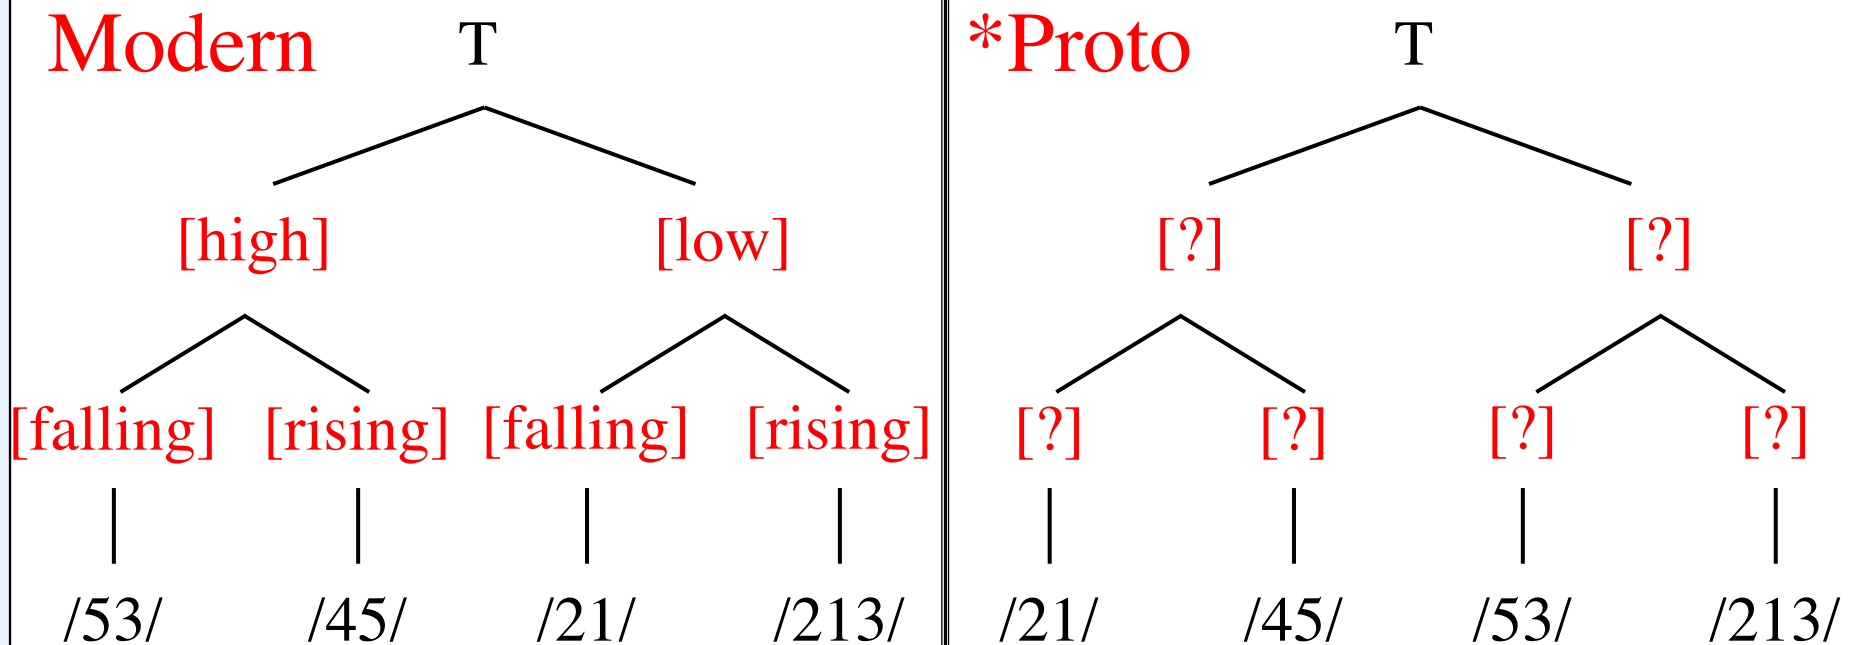 Modern T
[high] [low]
[falling] [rising] [falling] [rising]
/53/ /45/ /21/ /213/
*Proto T
[?] [?]
[?] [?] [?] [?]
/21/ /45/ /53/ /213/